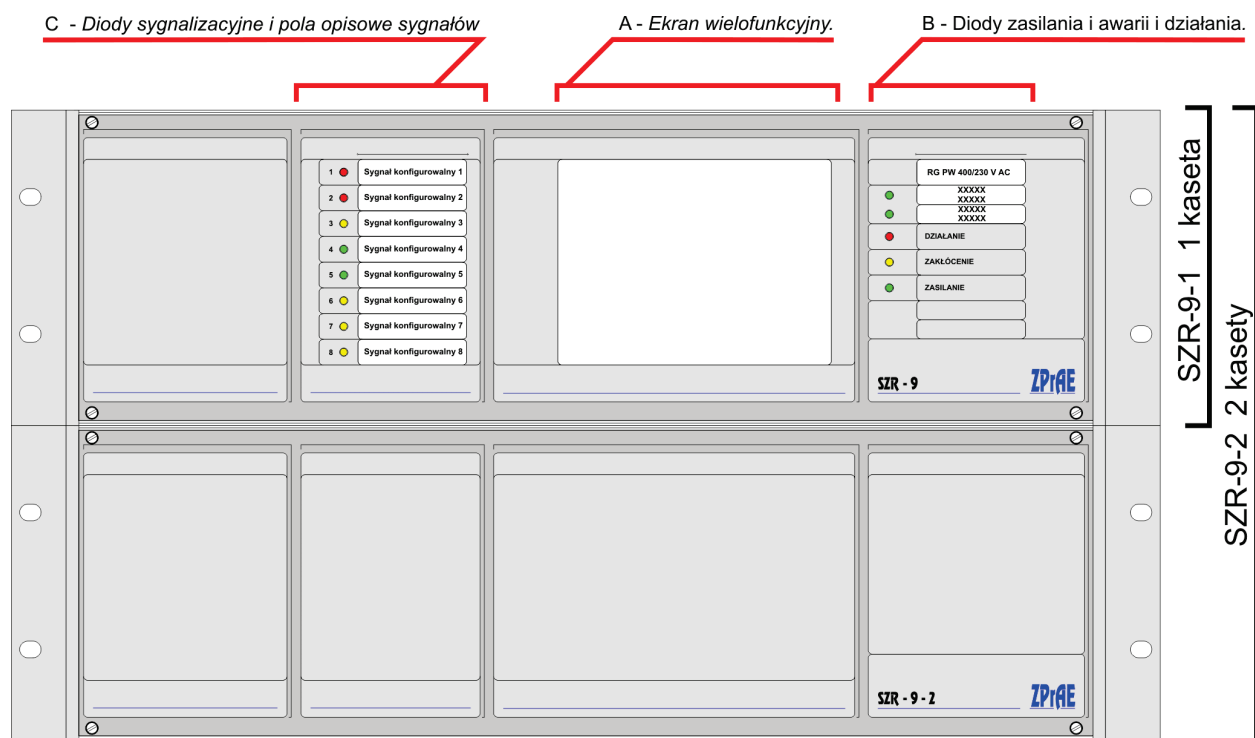 C - Diody sygnalizacyjne i pola opisowe sygnałów
A - Ekran wielofunkcyjny.
B - Diody zasilania i awarii i działania.
1 Sygnał konfigurowalny 1
2 Sygnał konfigurowalny 2
3 Sygnał konfigurowalny 3
4 Sygnał konfigurowalny 4
5 Sygnał konfigurowalny 5
6 Sygnał konfigurowalny 6
7 Sygnał konfigurowalny 7
8 Sygnał konfigurowalny 8
RG PW 400/230 V AC
XXXXX
XXXXX
XXXXX
XXXXX
DZIAŁANIE
ZAKŁÓCENIE
ZASILANIE
SZR - 9
ZPrAE
SZR-9-1 1 kaseta
SZR-9-2 2 kasety
SZR - 9 - 2
ZPrAE